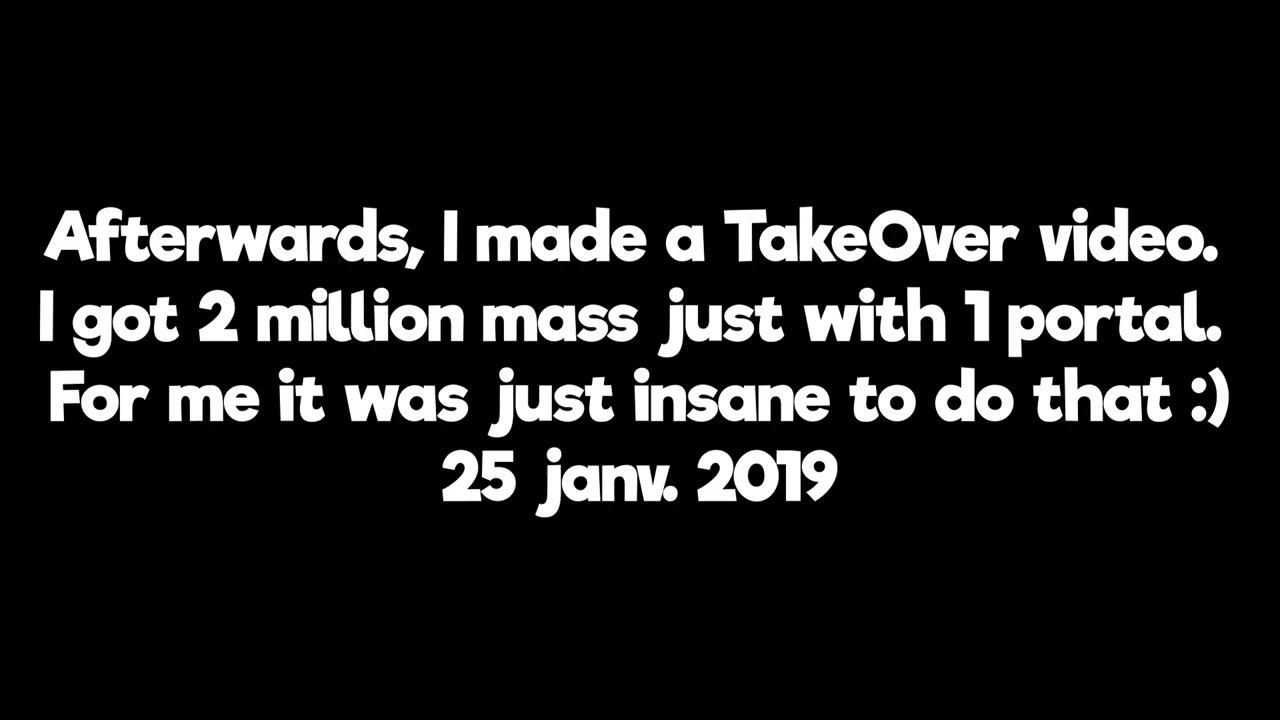 Afterwards, I made a TakeOver video.
I got 2 million mass just with 1 portal.
For me it was just insane to do that :)
25 janv. 2019